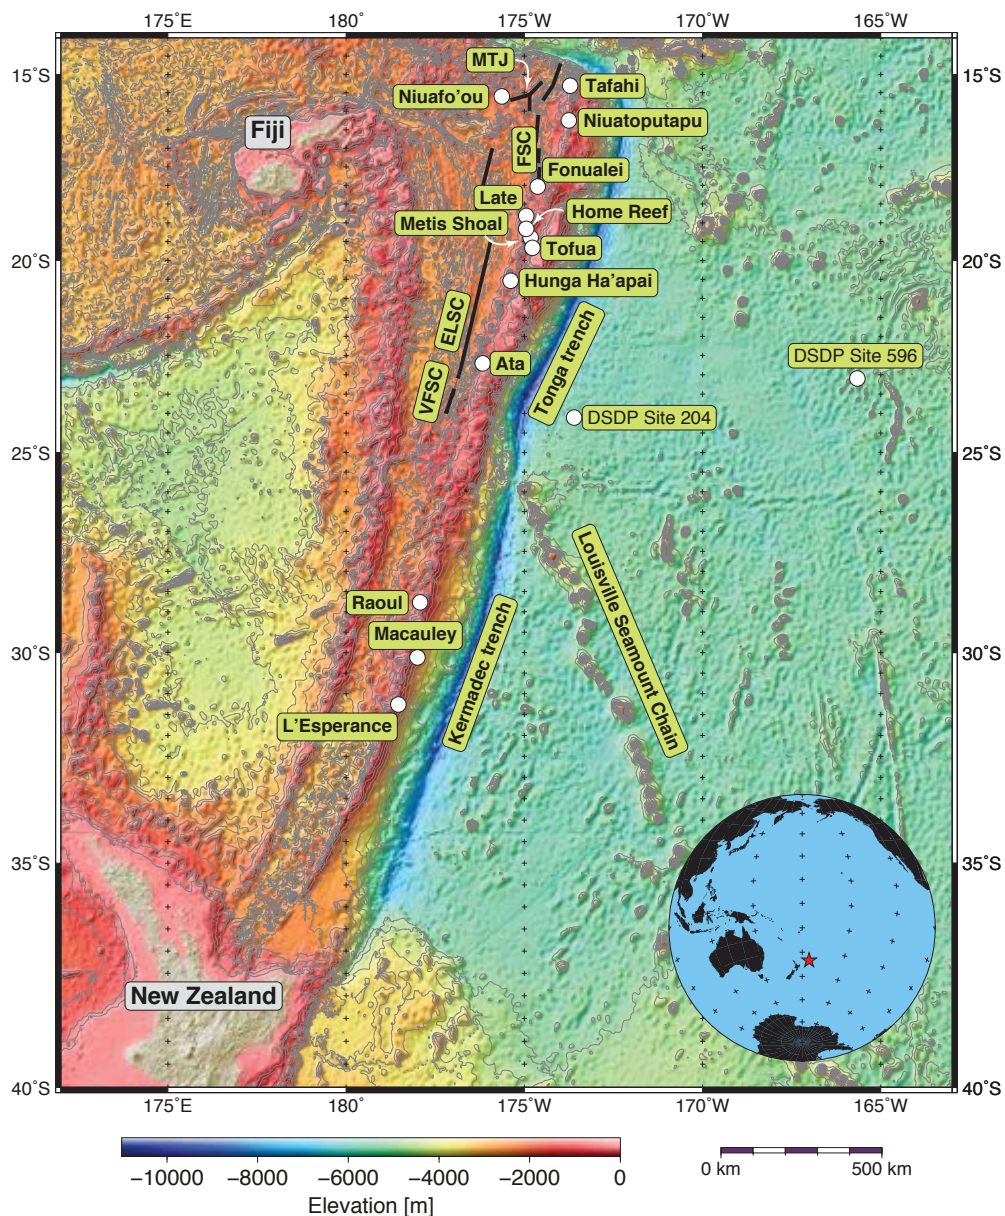 175°E 180° 175°W 170°W 165°W
15°S 15°S
MTJ
Niuafo'ou
Tafahi
Niuatoputapu
Fiji
FSC
Fonualei
Late
Home Reef
Metis Shoal
Tofua
20°S 20°S
Hunga Ha'apai
ELSC
VFSC
Ata
Tonga trench
DSDP Site 596
DSDP Site 204
25°S 25°S
Louisville Seamount Chain
Raoul
Macauley
Kermadec trench
30°S 30°S
L'Esperance
35°S 35°S
New Zealand
40°S 40°S
175°E 180° 175°W 170°W 165°W
−10000 −8000 −6000 −4000 −2000 0
Elevation [m]
0 km 500 km